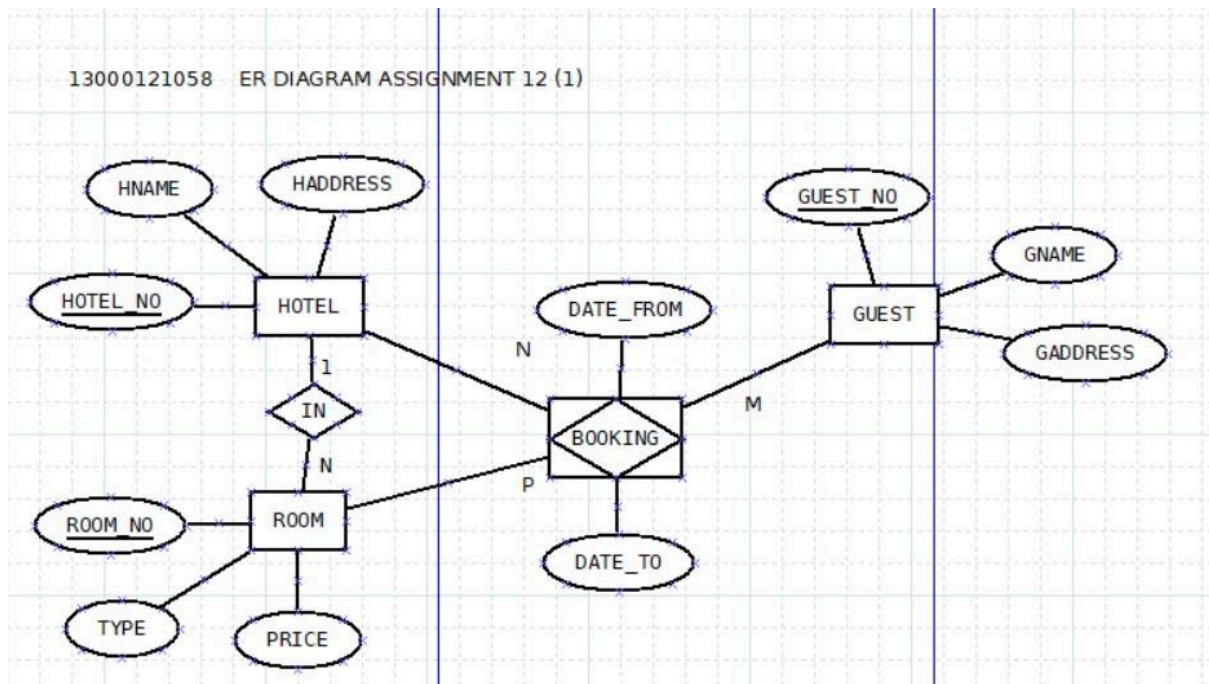 13000121058 ER DIAGRAM ASSIGNMENT 12 (1)
HNAME
HADDRESS
GUEST_NO
HOTEL_NO
HOTEL
DATE_FROM
GUEST
GNAME
GADDRESS
N
1
IN
M
BOOKING
N
P
ROOM_NO
ROOM
DATE_TO
TYPE
PRICE